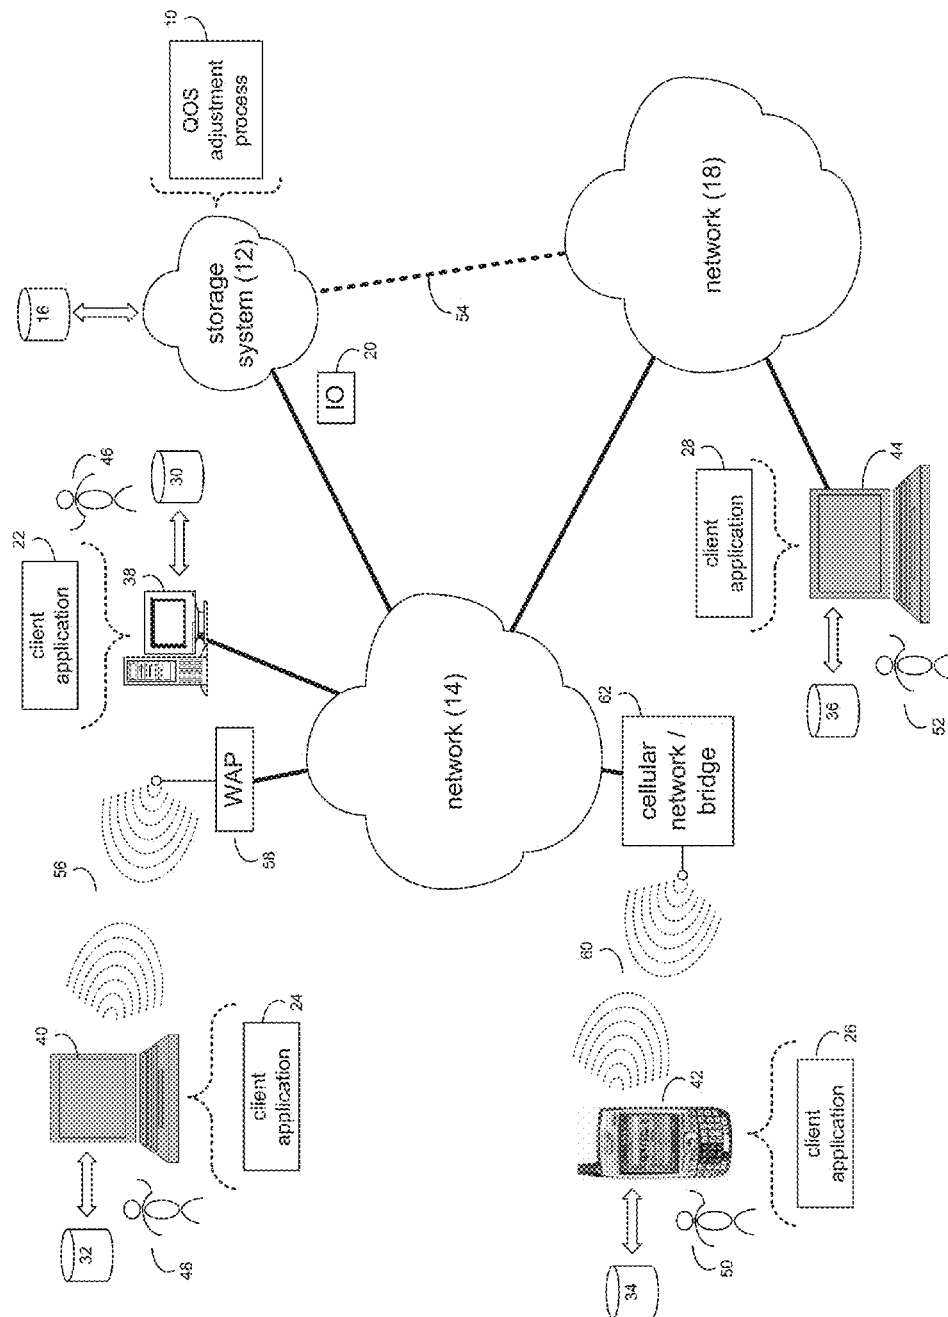 22
16
client
application
40
56
32
38
46
48
WAP
30
10
QOS
adjustment
process
storage
system (12)
24
58
client
application
IO
20
network (14)
54
60
62
34
cellular
network /
bridge
42
50
28
network (18)
client
application
26
client
application
36
44
52